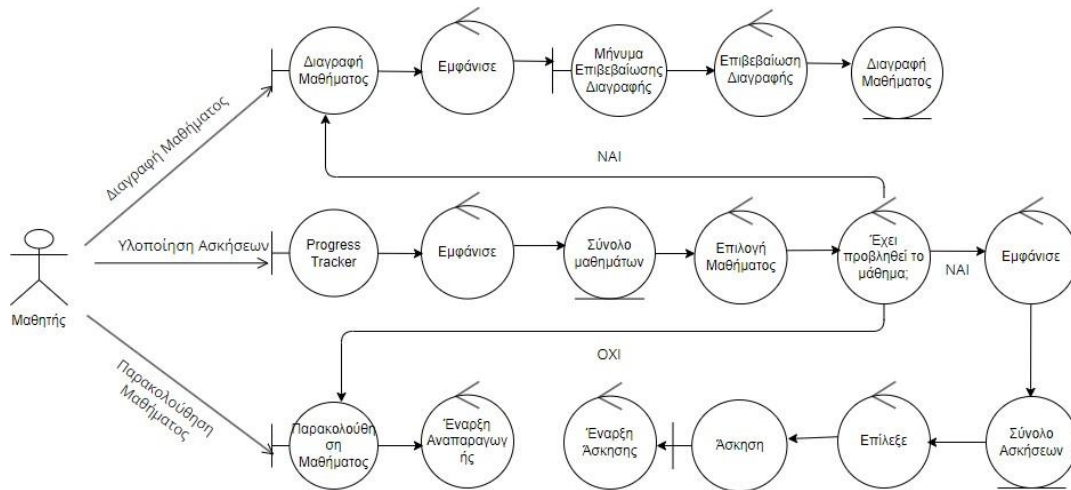 Διαγραφή
Μαθήματος
Εμφάνισε
Μήνυμα
Επιβεβαίωσης
Διαγραφής
Επιβεβαίωση
Διαγραφής
Διαγραφή
Μαθήματος
Διαγραφή Μαθήματος
ΝΑΙ
Υλοποίηση Ασκήσεων
Progress
Tracker
Εμφάνισε
Σύνολο
μαθημάτων
Επιλογή
Μαθήματος
Έχει
προβληθεί το
μάθημα;
ΝΑΙ
Εμφάνισε
Μαθητής
ΟΧΙ
Παρακολούθηση
Μαθήματος
Παρακολούθη
ση
Μαθήματος
Έναρξη
Αναπαραγωγ
ής
Έναρξη
Άσκησης
Άσκηση
Επίλεξε
Σύνολο
Ασκήσεων